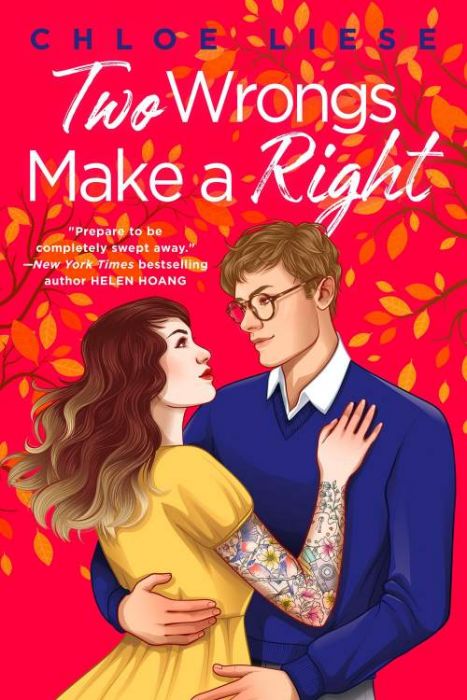 CHLOE LIESE
Two Wrongs
Make a Right
"Prepare to be
completely swept away."
—New York Times bestselling
author HELEN HOANG